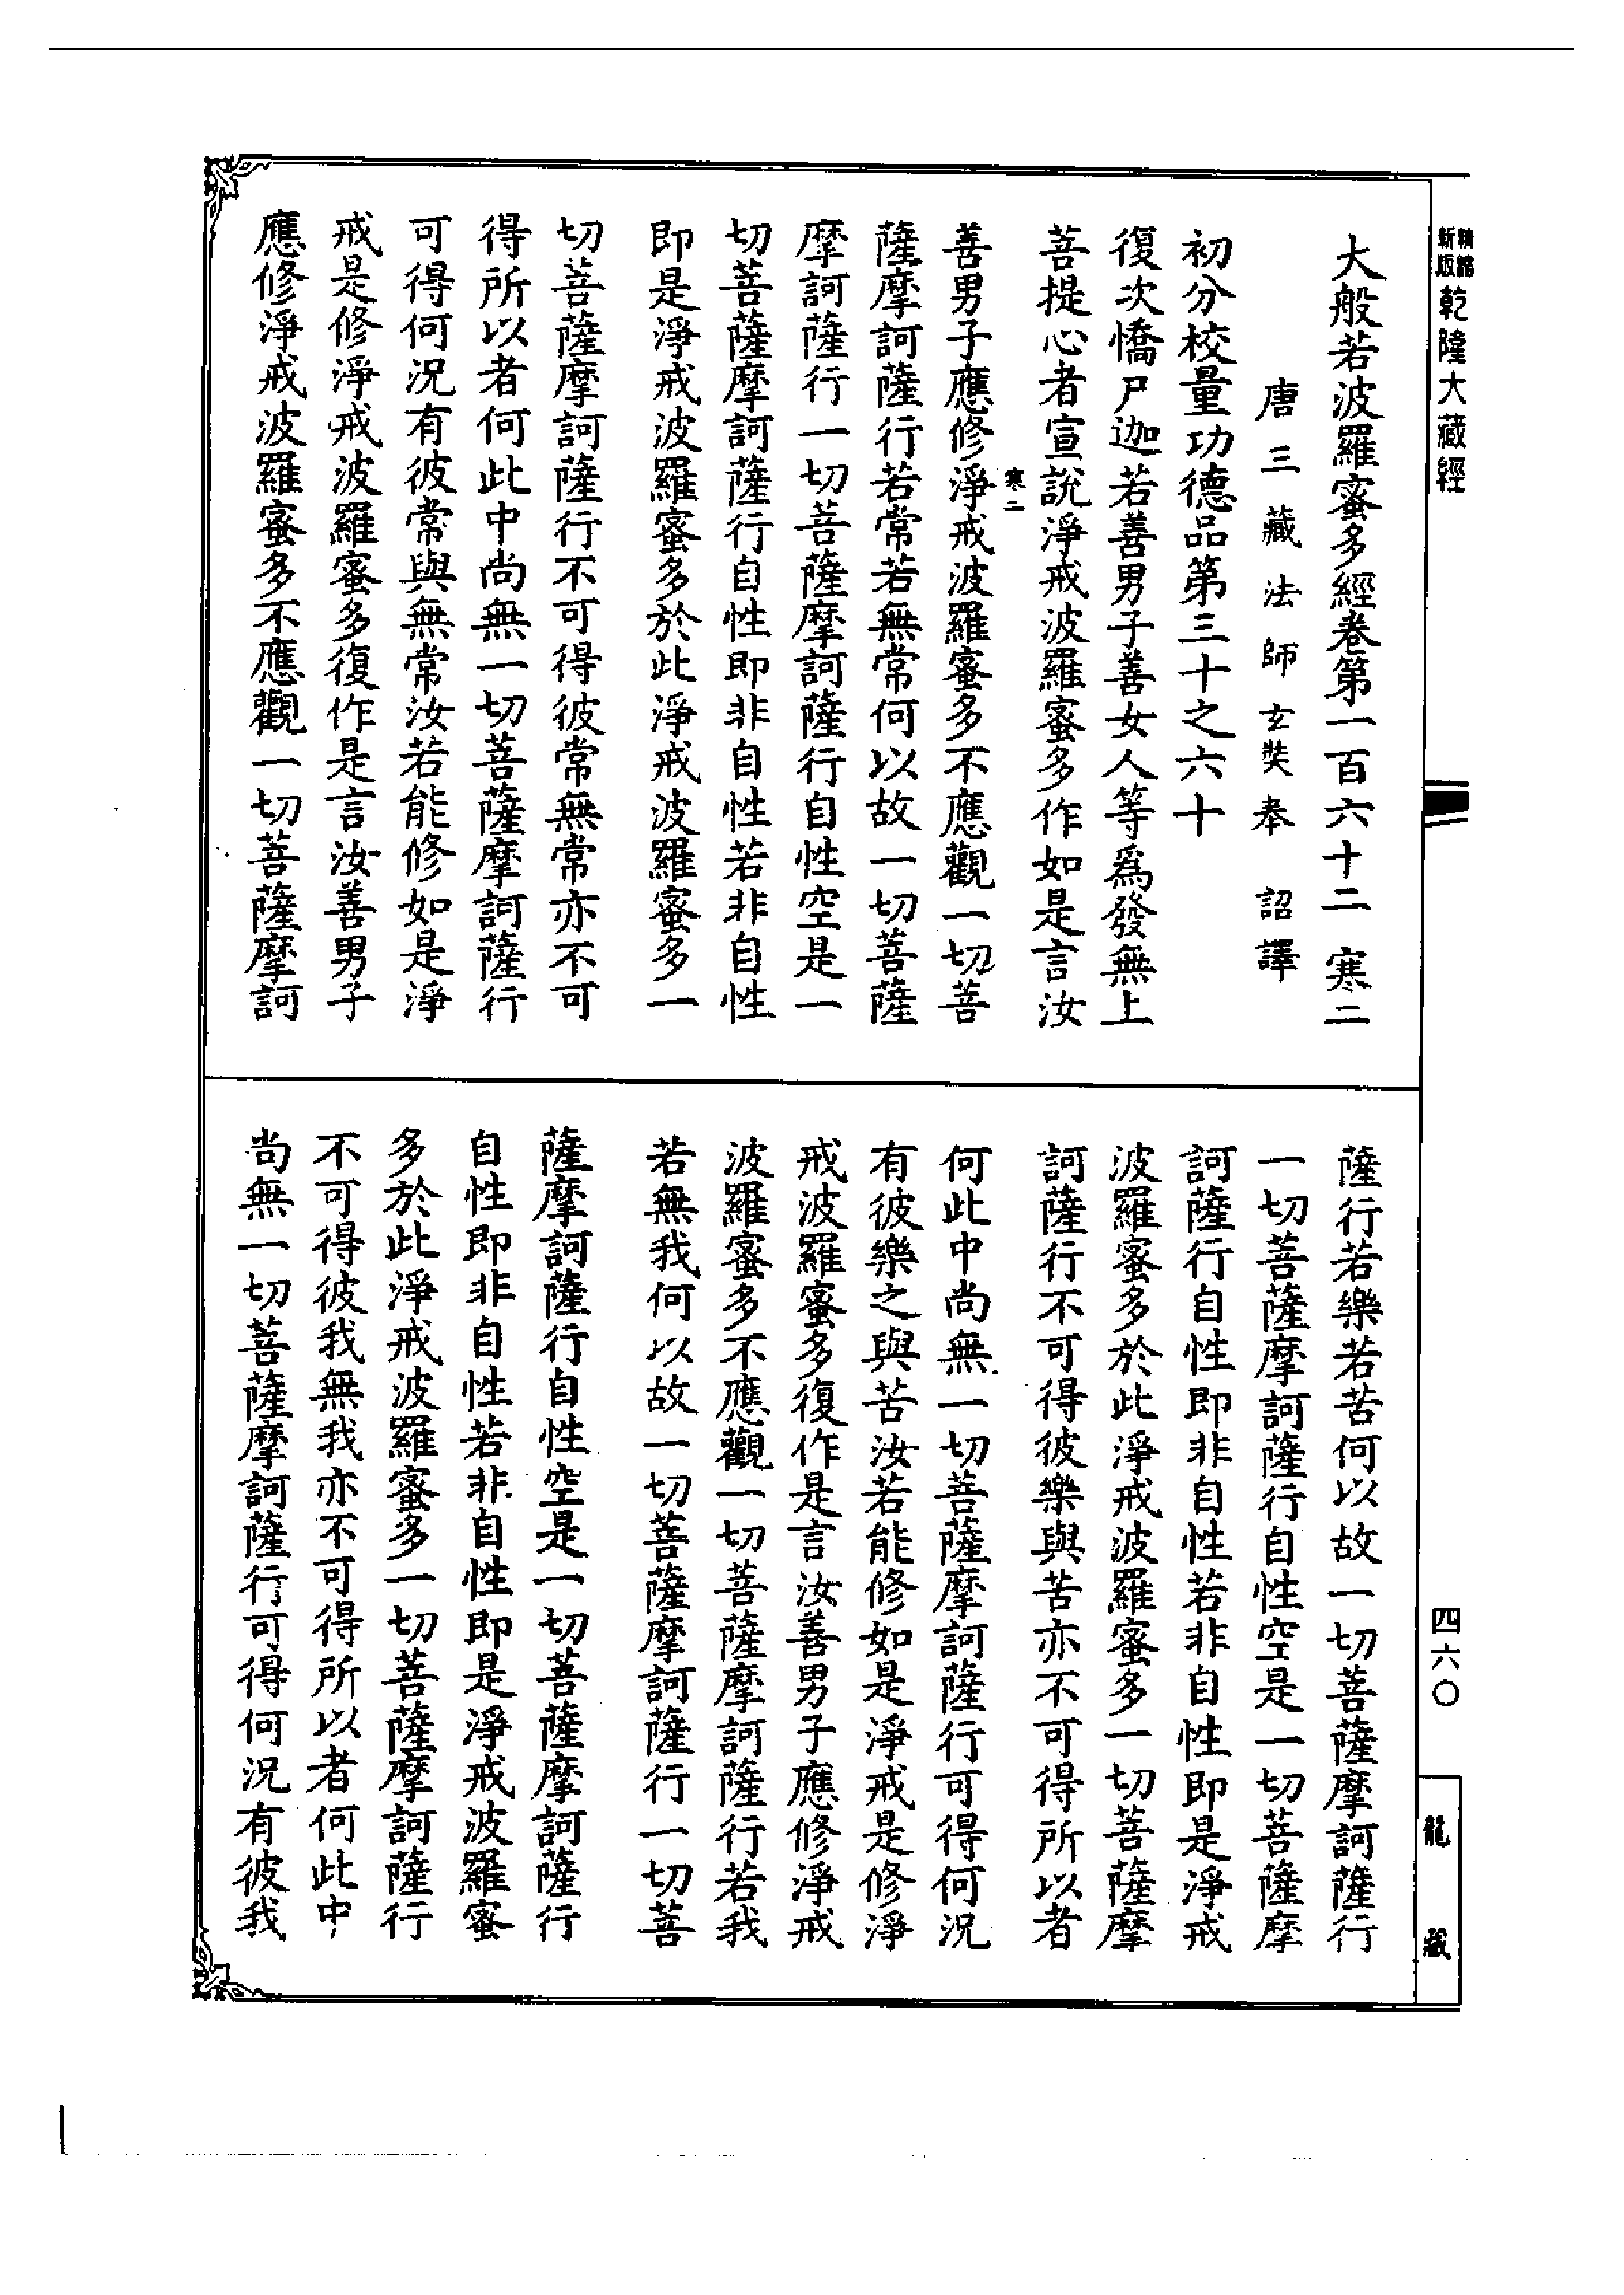 精縮
新版
乾隆大藏經
大般若波羅蜜多經卷第一百六十二 寒二
唐三藏法師玄奘奉 詔譯
初分校量功德品第三十之六十
復次憍尸迦若善男子善女人等爲發無上
菩提心者宣說淨戒波羅蜜多作如是言汝
寒二
善男子應修淨戒波羅蜜多不應觀一切菩
薩摩訶薩行若常若無常何以故一切菩薩
摩訶薩行一切菩薩摩訶薩行自性空是一
切菩薩摩訶薩行自性即非自性若非自性
即是淨戒波羅蜜多於此淨戒波羅蜜多一
切菩薩摩訶薩行不可得彼常無常亦不可
得所以者何此中尚無一切菩薩摩訶薩行
可得何況有彼常與無常汝若能修如是淨
戒是修淨戒波羅蜜多復作是言汝善男子
應修淨戒波羅蜜多不應觀一切菩薩摩訶
薩行若樂若苦何以故一切菩薩摩訶薩行
一切菩薩摩訶薩行自性空是一切菩薩摩
訶薩行自性即非自性若非自性即是淨戒
波羅蜜多於此淨戒波羅蜜多一切菩薩摩
訶薩行不可得彼樂與苦亦不可得所以者
何此中尚無一切菩薩摩訶薩行可得何況
有彼樂之與苦汝若能修如是淨戒是修淨
戒波羅蜜多復作是言汝善男子應修淨戒
波羅蜜多不應觀一切菩薩摩訶薩行若我
若無我何以故一切菩薩摩訶薩行一切菩
薩摩訶薩行自性空是一切菩薩摩訶薩行
自性即非自性若非自性即是淨戒波羅蜜
多於此淨戒波羅蜜多一切菩薩摩訶薩行
不可得彼我無我亦不可得所以者何此中
尚無一切菩薩摩訶薩行可得何況有彼我
四六〇
龍藏